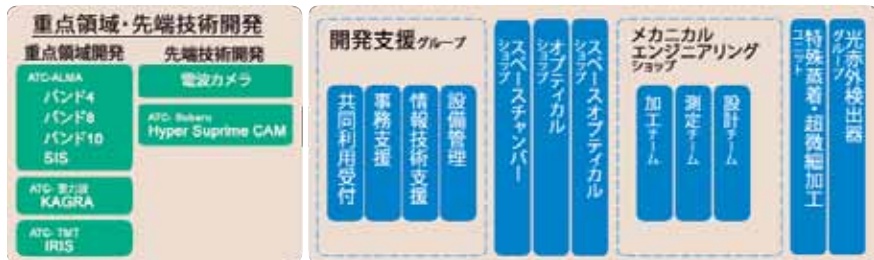 重点領域・先端技術開発
重点領域開発
ATC-ALMA
バンド4
バンド8
バンド10
SIS
ATC- 重力波
KAGRA
ATC- TMT
IRIS
先端技術開発
電波カメラ
ATC- Subaru
Hyper Suprime CAM
開発支援グループ
共同利用受付
事務支援
情報技術支援
設備管理
スペースチャンバー
ショップ
オプティカル
ショップ
スペースオプティカル
ショップ
メカニカル
エンジニアリング
ショップ
加工チーム
測定チーム
設計チーム
特殊蒸着・超微細加工
ユニット
光赤外検出器
グループ